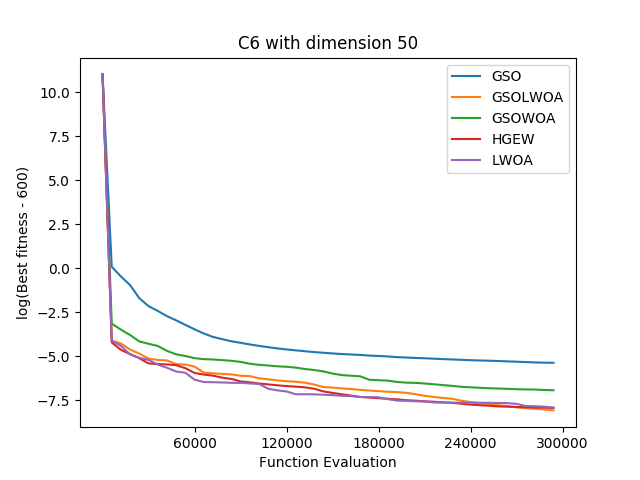 C6 with dimension 50
log(Best fitness - 600)
10.0
7.5
5.0
2.5
0.0
−2.5
−5.0
−7.5
GSO
GSOLWOA
GSOWOA
HGEW
LWOA
60000 120000 180000 240000 300000
Function Evaluation